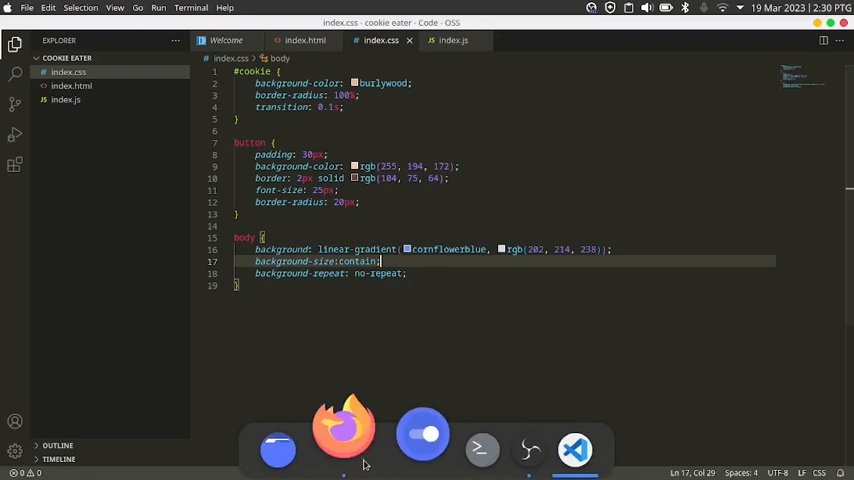 File Edit Selection View Go Run Terminal Help
19 Mar 2023 | 2:30 PTG
index.css - cookie eater - Code - OSS
EXPLORER
Welcome
index.html
index.css
index.js
COOKIE EATER
index.css > body
index.css
index.html
index.js
1 #cookie {
2 background-color: burlywood;
3 border-radius: 100%;
4 transition: 0.1s;
5 }
6
7 button {
8 padding: 30px;
9 background-color: rgb(255, 194, 172);
10 border: 2px solid rgb(104, 75, 64);
11 font-size: 25px;
12 border-radius: 20px;
13 }
14
15 body {
16 background: linear-gradient(cornflowerblue, rgb(202, 214, 238));
17 background-size:contain;
18 background-repeat: no-repeat;
19 }
OUTLINE
TIMELINE
0 0
Ln 17, Col 29 Spaces: 4 UTF-8 LF CSS